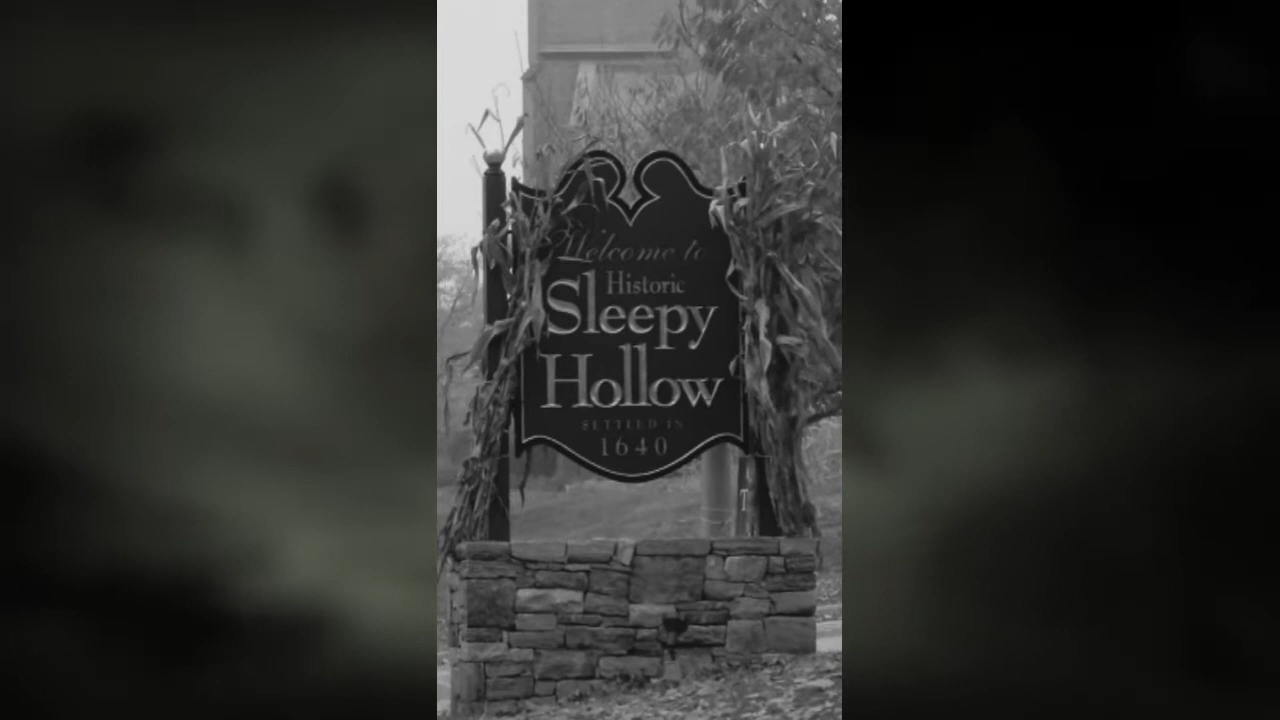 Welcome to
Historic
Sleepy
Hollow
SETTLED IN
1640